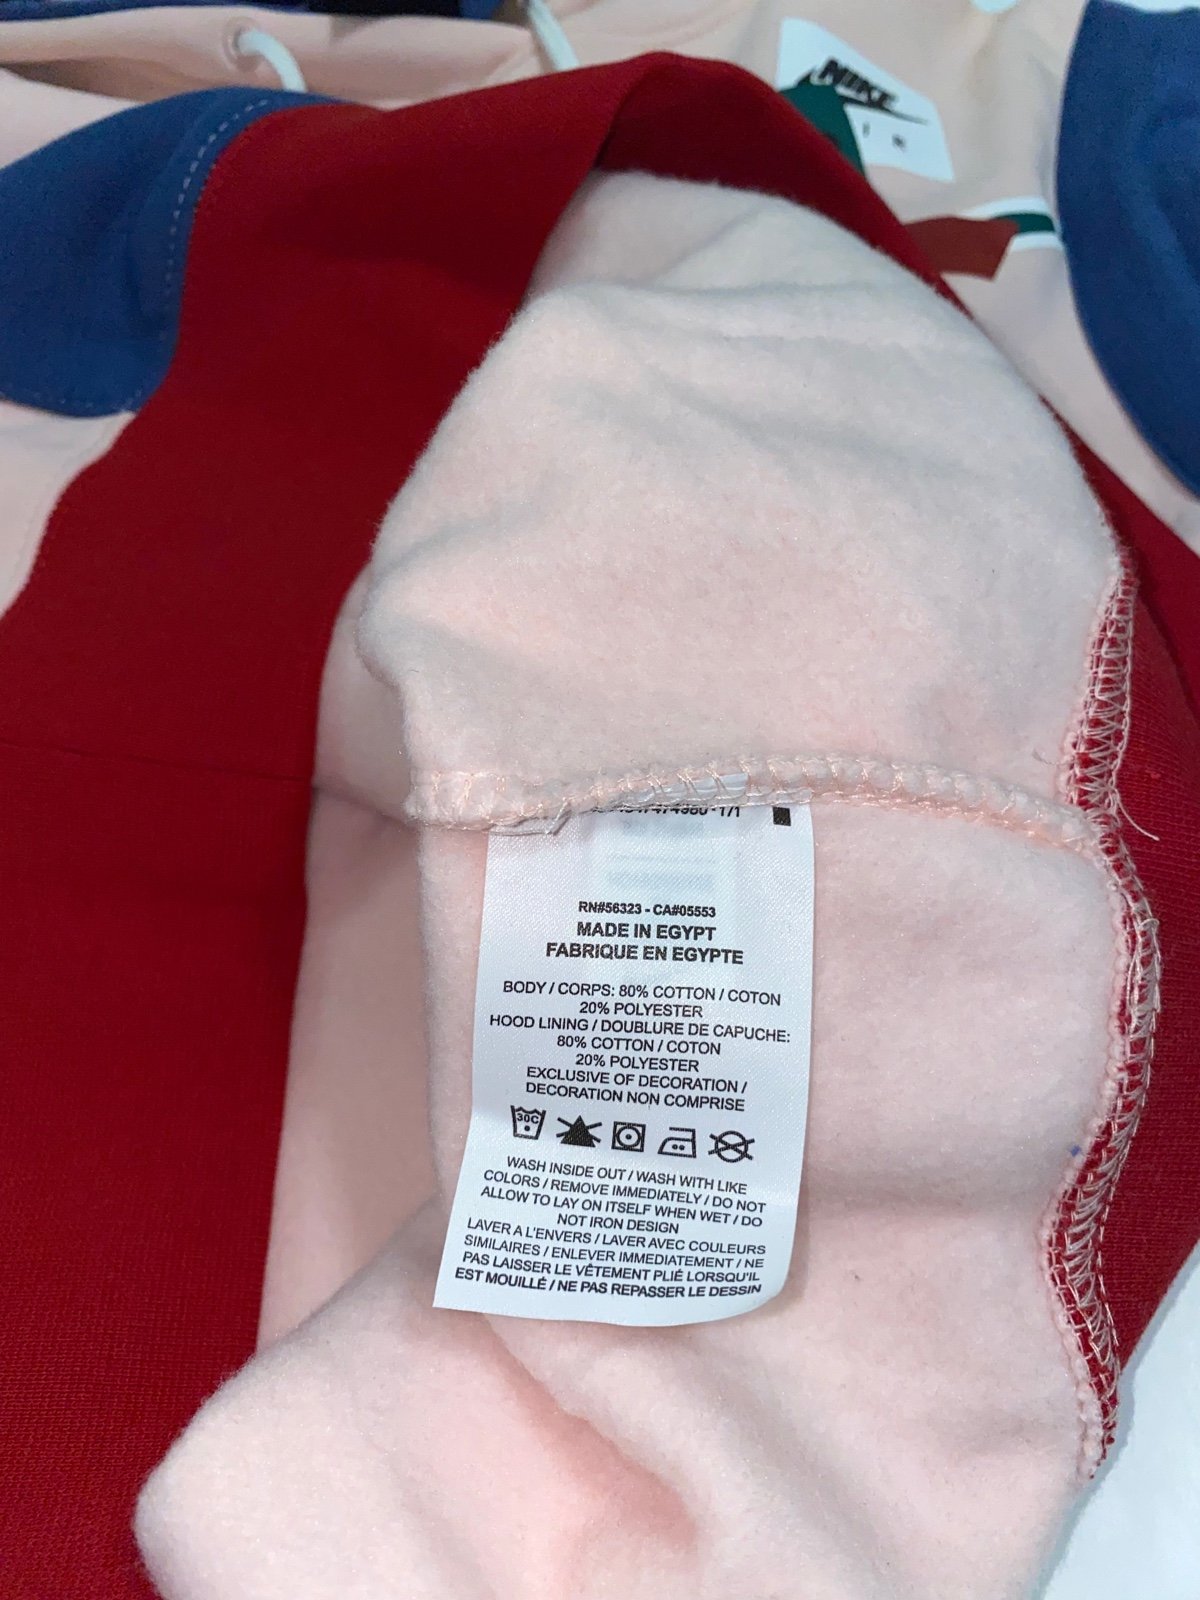 NIKE
RN#56323 - CA#05553
MADE IN EGYPT
FABRIQUE EN EGYPTE
BODY / CORPS: 80% COTTON / COTON
20% POLYESTER
HOOD LINING / DOUBLURE DE CAPUCHE:
80% COTTON / COTON
20% POLYESTER
EXCLUSIVE OF DECORATION /
DECORATION NON COMPRISE
30C
WASH INSIDE OUT / WASH WITH LIKE
COLORS / REMOVE IMMEDIATELY / DO NOT
ALLOW TO LAY ON ITSELF WHEN WET / DO
NOT IRON DESIGN
LAVER A L'ENVERS / LAVER AVEC COULEURS
SIMILAIRES / ENLEVER IMMEDIATEMENT / NE
PAS LAISSER LE VÊTEMENT PLIÉ LORSQU'IL
EST MOUILLÉ / NE PAS REPASSER LE DESSIN